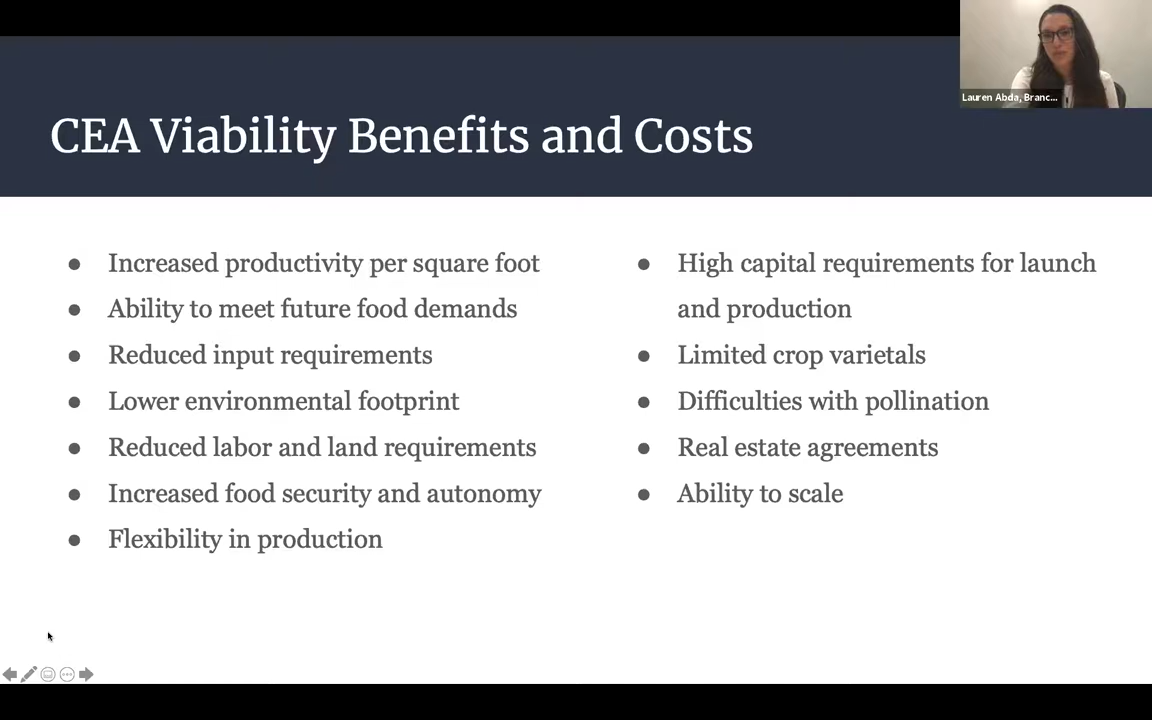 CEA Viability Benefits and Costs
Lauren Abda, Branc...
● Increased productivity per square foot
● Ability to meet future food demands
● Reduced input requirements
● Lower environmental footprint
● Reduced labor and land requirements
● Increased food security and autonomy
● Flexibility in production
● High capital requirements for launch
and production
● Limited crop varietals
● Difficulties with pollination
● Real estate agreements
● Ability to scale